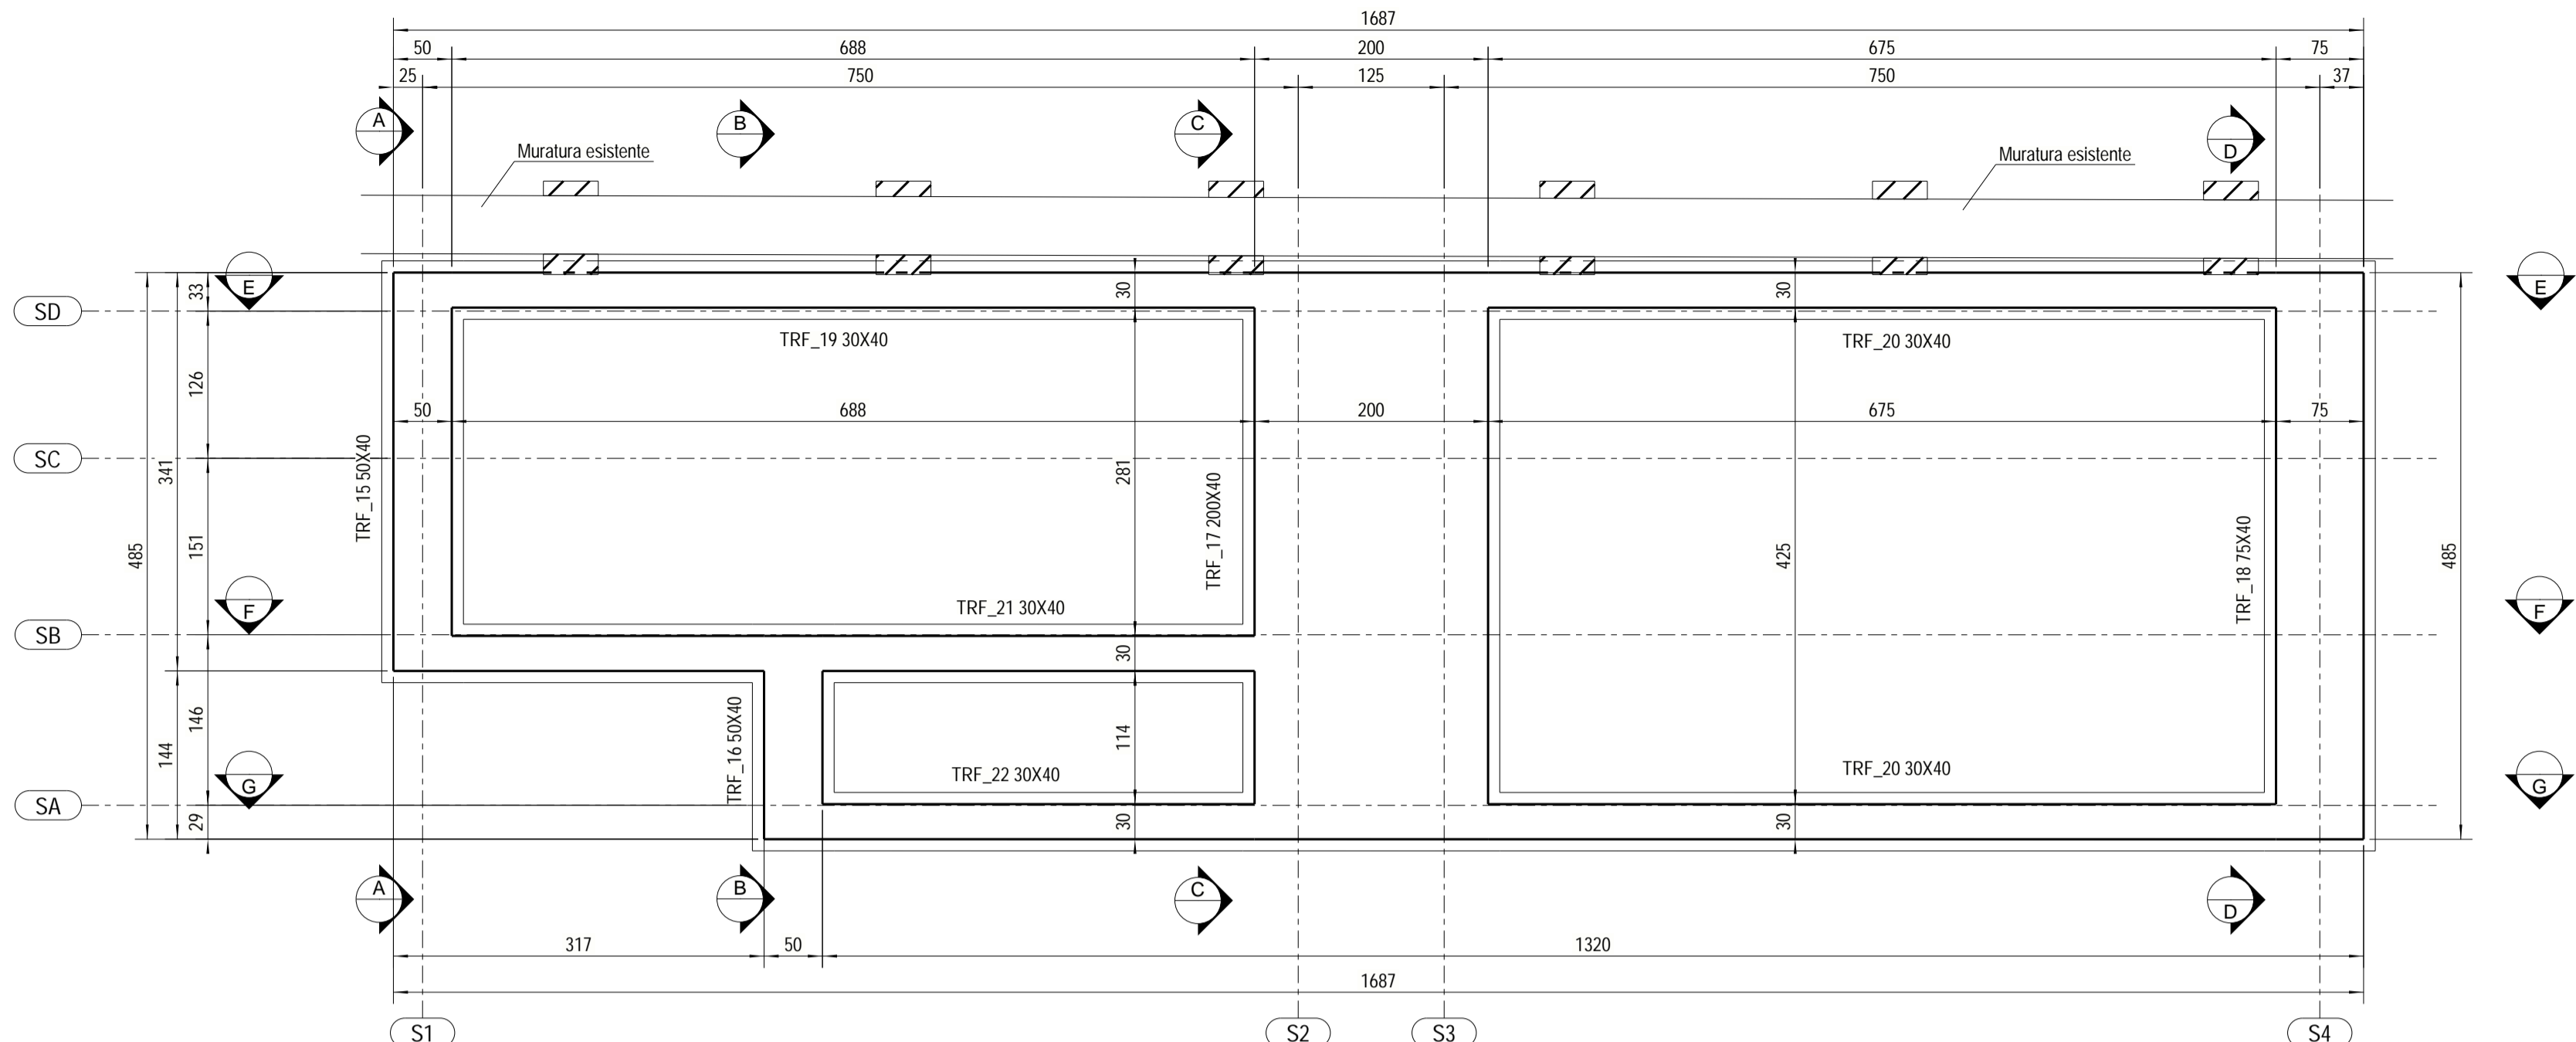 1687
50 688 200 675 75
25 750 125 750 37
A B C D
Muratura esistente Muratura esistente
E E
33 30 30
SD
TRF_19 30X40 TRF_20 30X40
126
50 688 200 675 75
SC
TRF_15 50X40 341 281 TRF_17 200X40
485 151 425 TRF_18 75X40 485
F TRF_21 30X40 F
SB
30
146 TRF_16 50X40 114
144
G TRF_22 30X40 TRF_20 30X40 G
SA
29 30 30
A B C D
317 50 1320
1687
S1 S2 S3 S4